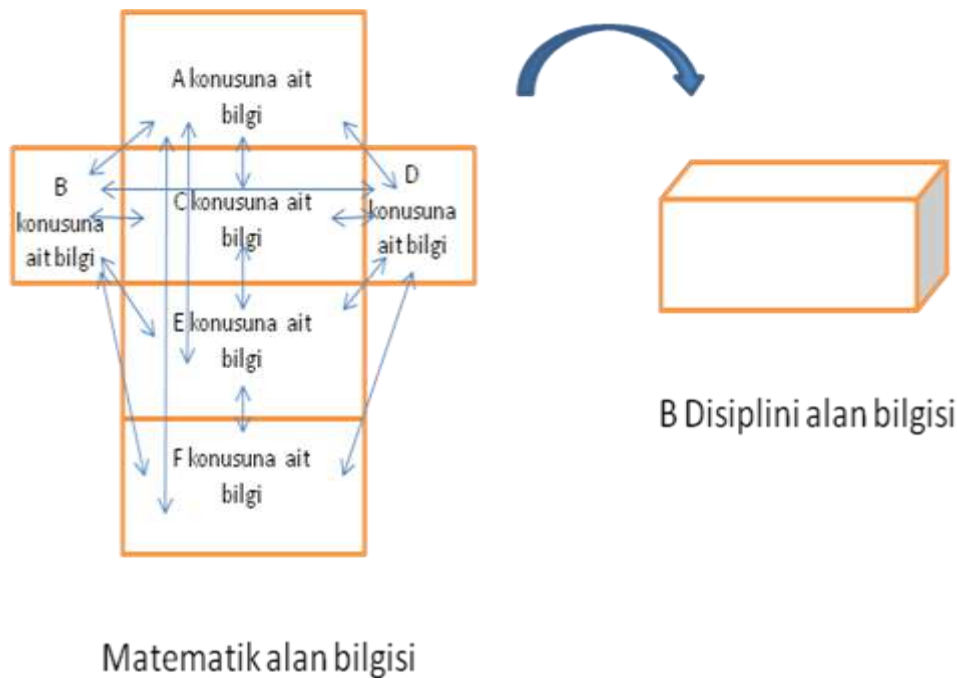 A konusuna ait
bilgi
B
konusuna
ait bilgi
C konusuna ait
bilgi
D
konusuna
ait bilgi
E konusuna ait
bilgi
F konusuna ait
bilgi
B Disiplini alan bilgisi
Matematik alan bilgisi